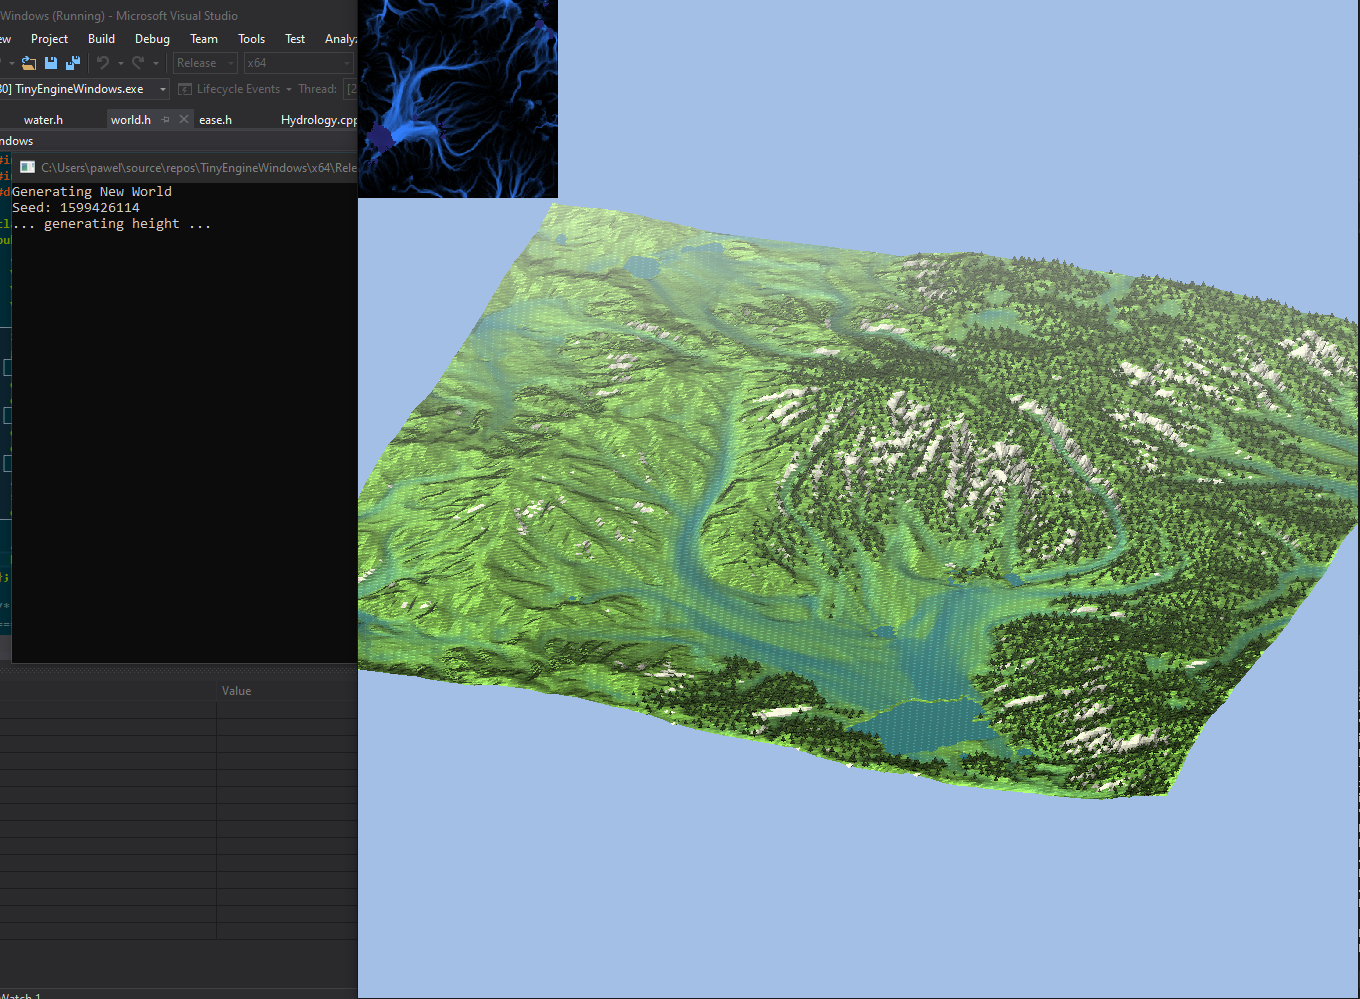 Windows (Running) - Microsoft Visual Studio
ew Project Build Debug Team Tools Test Analyz
Release x64
30] TinyEngineWindows.exe Lifecycle Events Thread: [2
water.h world.h ease.h Hydrology.cpp
ndows
#i
#i
#d
C:\Users\pawel\source\repos\TinyEngineWindows\x64\Rele
Generating New World
Seed: 1599426114
... generating height ...
Value
Watch 1